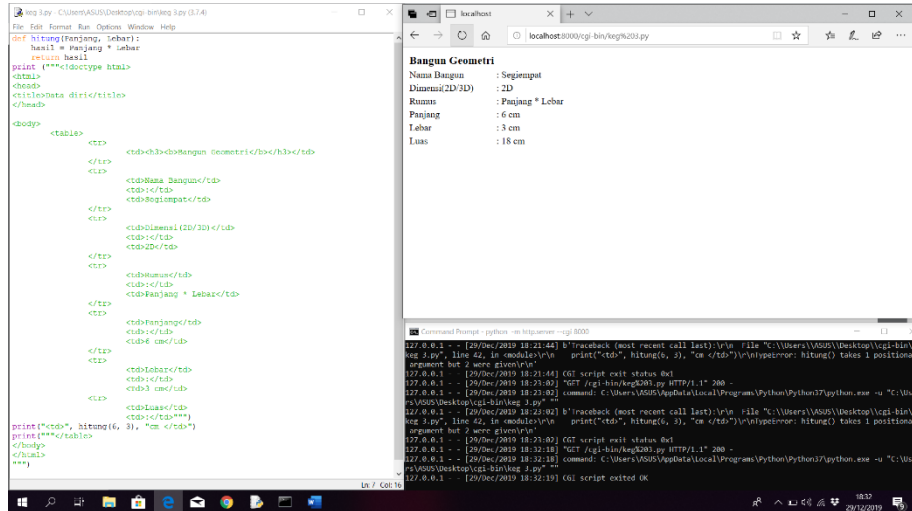 keg 3.py - C:\Users\ASUS\Desktop\cgi-bin\keg 3.py (3.7.4)
File Edit Format Run Options Window Help
def hitung(Panjang, Lebar):
    hasil = Panjang * Lebar
    return hasil
print ("""<!doctype html>
<html>
<head>
<title>Data diri</title>
</head>
<body>
<table>
<tr>
<td><h3><b>Bangun Geometri</b></h3></td>
</tr>
<tr>
<td>Nama Bangun</td>
<td>:</td>
<td>Segiempat</td>
</tr>
<tr>
<td>Dimensi(2D/3D)</td>
<td>:</td>
<td>2D</td>
</tr>
<tr>
<td>Rumus</td>
<td>:</td>
<td>Panjang * Lebar</td>
</tr>
<tr>
<td>Panjang</td>
<td>:</td>
<td>6 cm</td>
</tr>
<tr>
<td>Lebar</td>
<td>:</td>
<td>3 cm</td>
<tr>
<td>Luas</td>
<td>:</td>""")
print("<td>", hitung(6, 3), "cm </td>")
print("""</table>
</body>
</html>
""")
Ln: 7 Col: 16
localhost
localhost:8000/cgi-bin/keg%203.py
Bangun Geometri
Nama Bangun : Segiempat
Dimensi(2D/3D) : 2D
Rumus : Panjang * Lebar
Panjang : 6 cm
Lebar : 3 cm
Luas : 18 cm
Command Prompt - python -m http.server --cgi 8000
127.0.0.1 - - [29/Dec/2019 18:21:44] b'Traceback (most recent call last):\r\n  File "C:\\Users\\ASUS\\Desktop\\cgi-bin\
keg 3.py", line 42, in <module>\r\n    print("<td>", hitung(6, 3), "cm </td>")\r\nTypeError: hitung() takes 1 positiona
 argument but 2 were given\r\n'
127.0.0.1 - - [29/Dec/2019 18:21:44] CGI script exit status 0x1
127.0.0.1 - - [29/Dec/2019 18:23:02] "GET /cgi-bin/keg%203.py HTTP/1.1" 200 -
127.0.0.1 - - [29/Dec/2019 18:23:02] command: C:\Users\ASUS\AppData\Local\Programs\Python\Python37\python.exe -u "C:\Us
rs\ASUS\Desktop\cgi-bin\keg 3.py" ""
127.0.0.1 - - [29/Dec/2019 18:23:02] b'Traceback (most recent call last):\r\n  File "C:\\Users\\ASUS\\Desktop\\cgi-bin\
keg 3.py", line 42, in <module>\r\n    print("<td>", hitung(6, 3), "cm </td>")\r\nTypeError: hitung() takes 1 positiona
 argument but 2 were given\r\n'
127.0.0.1 - - [29/Dec/2019 18:23:02] CGI script exit status 0x1
127.0.0.1 - - [29/Dec/2019 18:32:18] "GET /cgi-bin/keg%203.py HTTP/1.1" 200 -
127.0.0.1 - - [29/Dec/2019 18:32:18] command: C:\Users\ASUS\AppData\Local\Programs\Python\Python37\python.exe -u "C:\Us
rs\ASUS\Desktop\cgi-bin\keg 3.py" ""
127.0.0.1 - - [29/Dec/2019 18:32:19] CGI script exited OK
18:32
29/12/2019